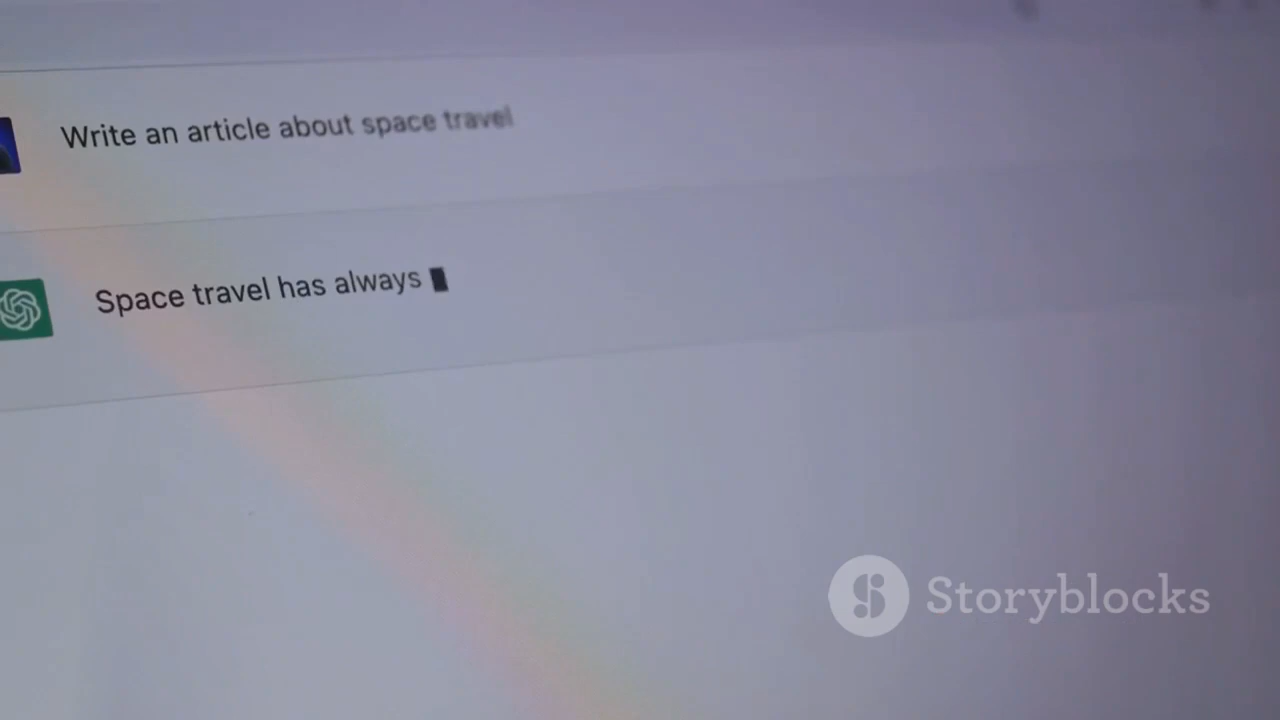 Write an article about space travel
Space travel has always
Storyblocks